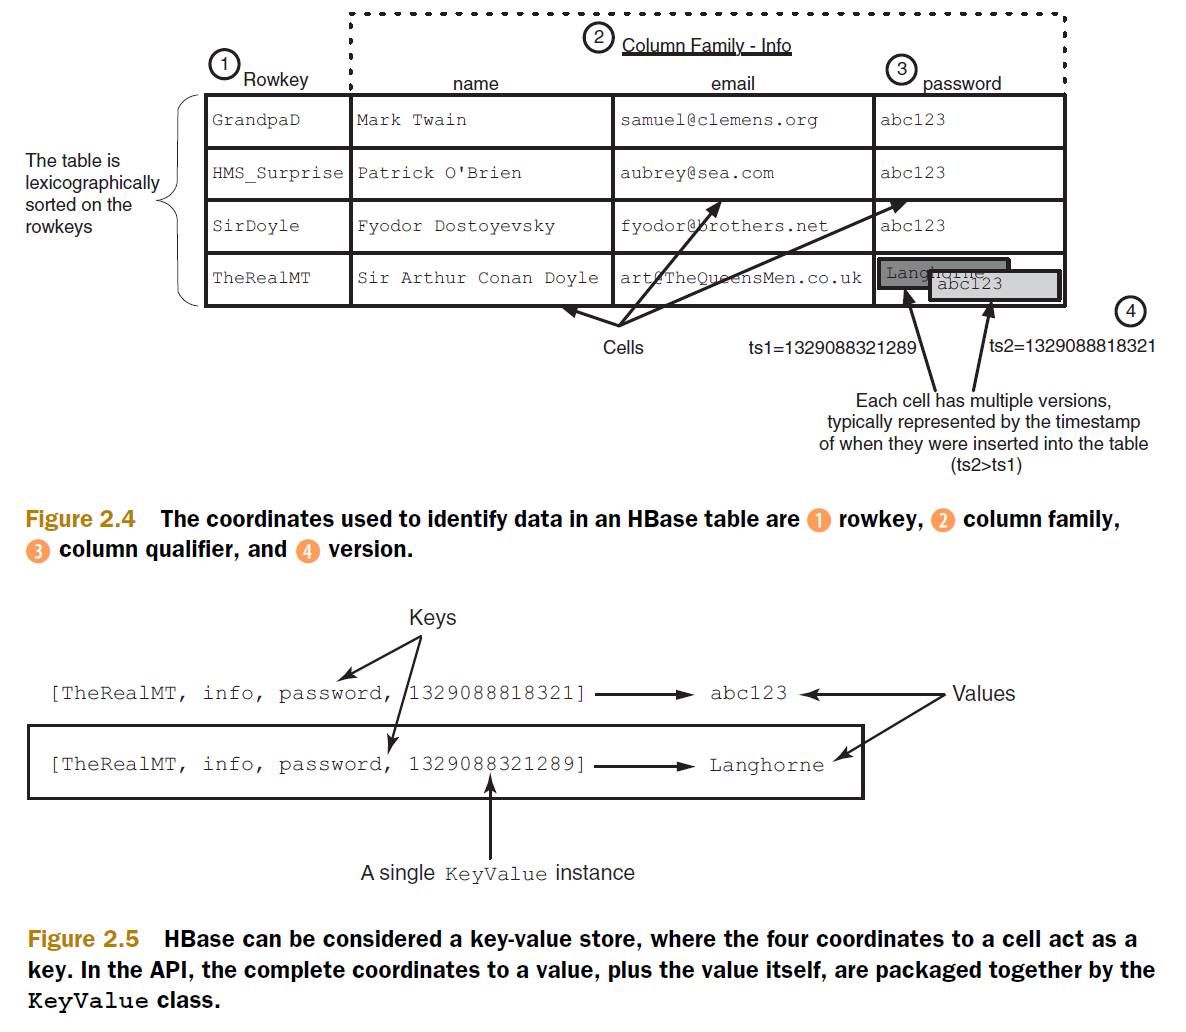 2 Column Family - Info
1 Rowkey
name
email
3 password
GrandpaD Mark Twain samuel@clemens.org abc123
HMS_Surprise Patrick O'Brien aubrey@sea.com abc123
SirDoyle Fyodor Dostoyevsky fyodor@brothers.net abc123
TheRealMT Sir Arthur Conan Doyle art@TheQueensMen.co.uk Langhorne
abc123
The table is
lexicographically
sorted on the
rowkeys
4
Cells
ts1=1329088321289
ts2=1329088818321
Each cell has multiple versions,
typically represented by the timestamp
of when they were inserted into the table
(ts2>ts1)
Figure 2.4 The coordinates used to identify data in an HBase table are 1 rowkey, 2 column family,
3 column qualifier, and 4 version.
Keys
[TheRealMT, info, password, 1329088818321] abc123
Values
[TheRealMT, info, password, 1329088321289] Langhorne
A single KeyValue instance
Figure 2.5 HBase can be considered a key-value store, where the four coordinates to a cell act as a
key. In the API, the complete coordinates to a value, plus the value itself, are packaged together by the
KeyValue class.